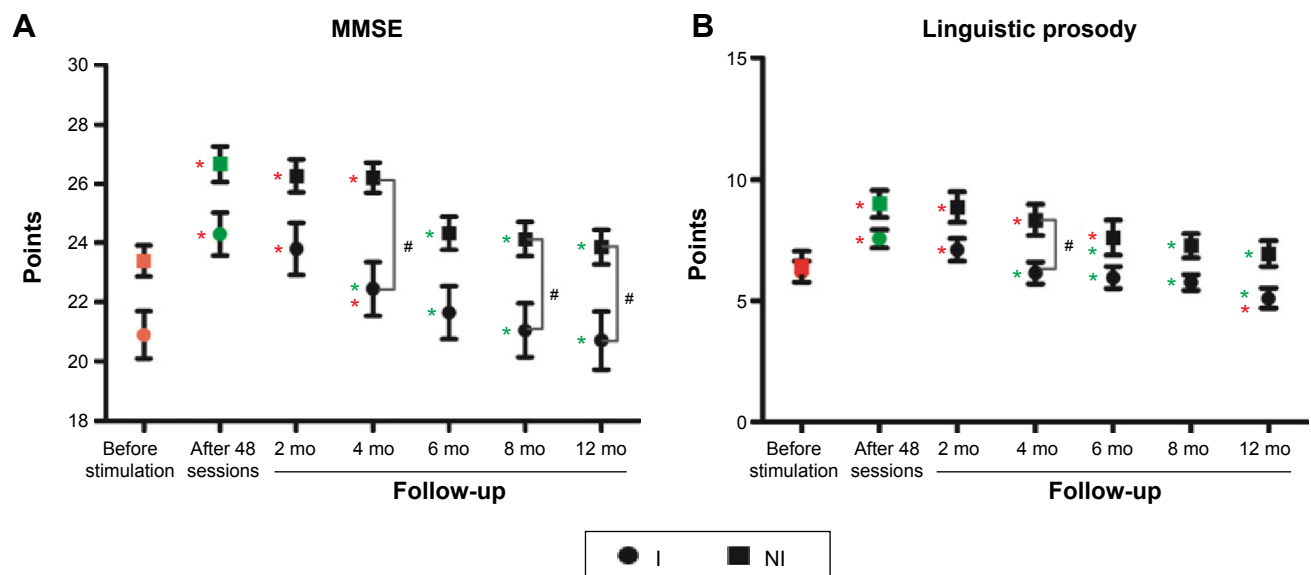 A
MMSE
30
28
26
24
22
20
18
Points
*
*
*
*
*
*
*
#
*
*
*
*
#
*
*
#
Before
stimulation
After 48
sessions
2 mo
4 mo
6 mo
8 mo
12 mo
Follow-up
B
Linguistic prosody
15
10
5
0
Points
*
*
*
*
*
*
#
*
*
*
*
*
*
*
*
Before
stimulation
After 48
sessions
2 mo
4 mo
6 mo
8 mo
12 mo
Follow-up
I
NI